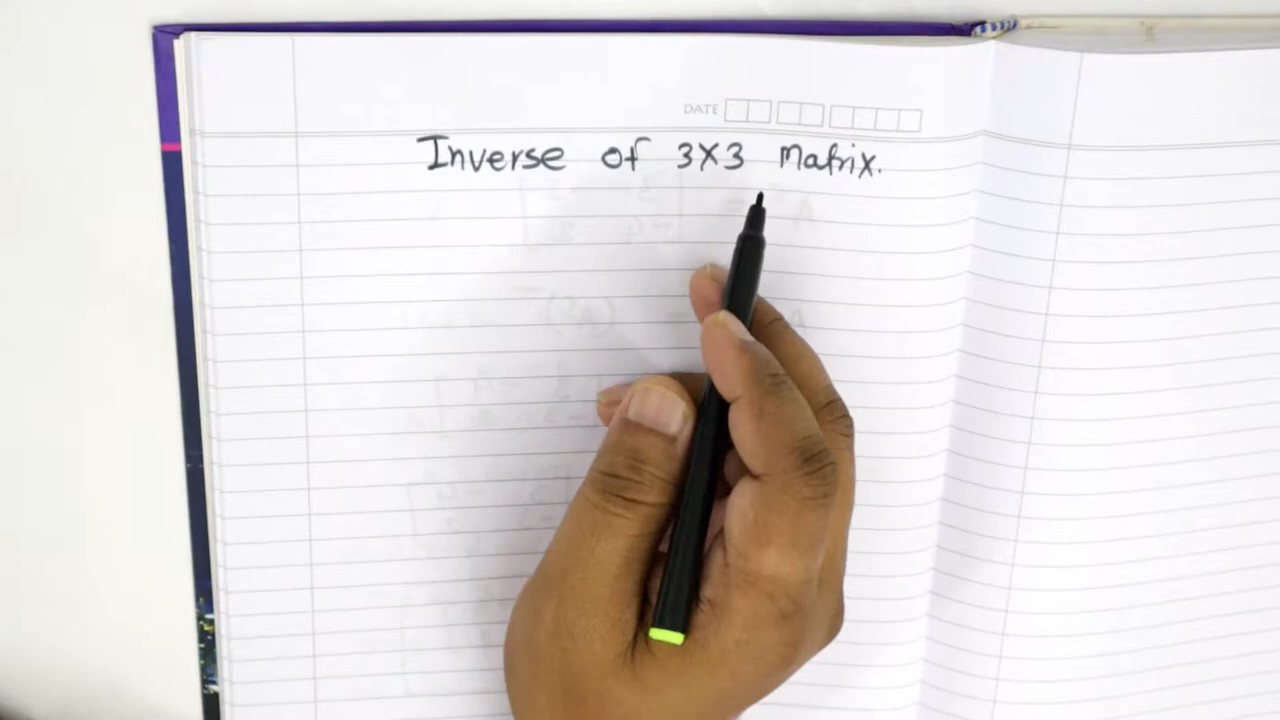 DATE
Inverse of 3X3 Matrix.